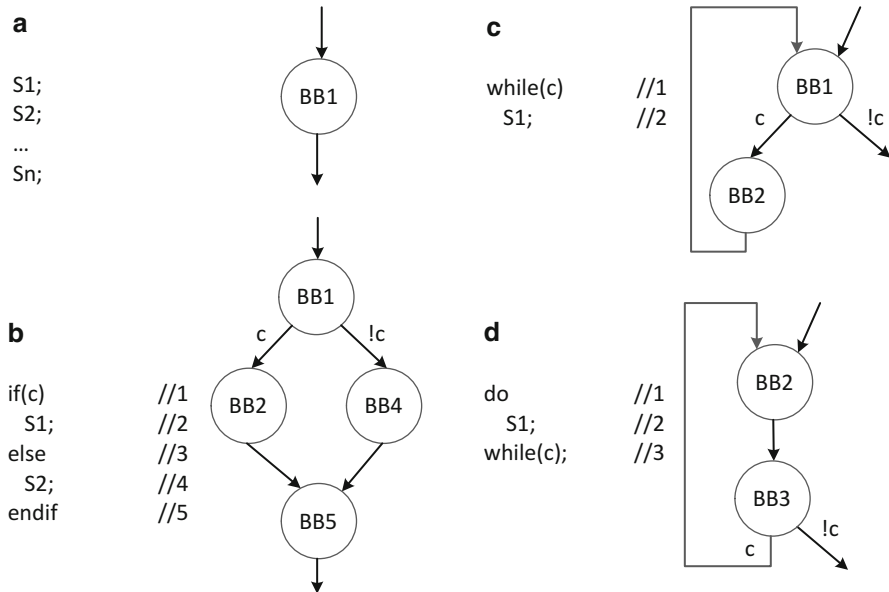 a
S1;
S2;
...
Sn;
BB1
b
if(c) //1
S1; //2
else //3
S2; //4
endif //5
BB1
c !c
BB2 BB4
BB5
c
while(c) //1
S1; //2
BB1
c !c
BB2
d
do //1
S1; //2
while(c); //3
BB2
BB3
c !c